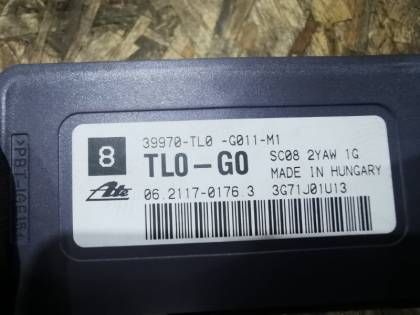 39970-TL0 -G011-M1
8
TL0-G0
SC08 2YAW 1G
MADE IN HUNGARY
Ate
06.2117-0176.3
3G71J01U13